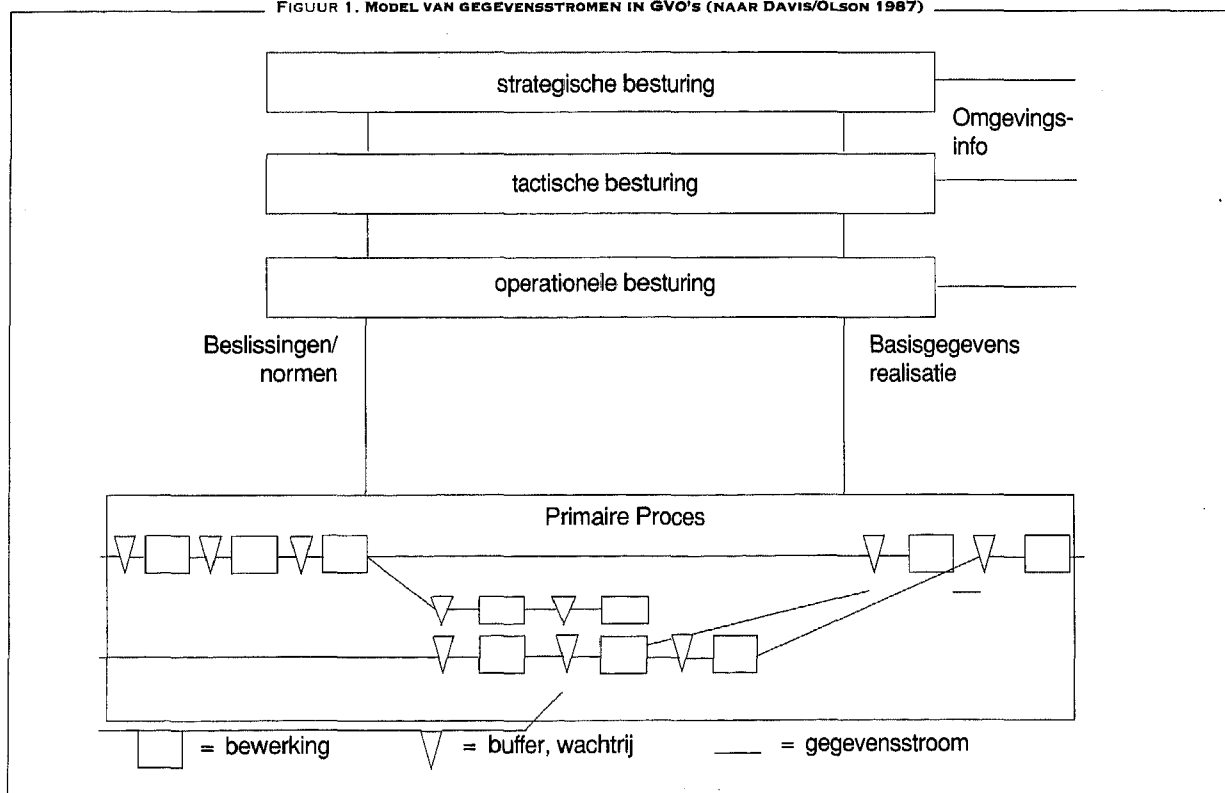 FIGUUR 1. MODEL VAN GEGEVENSSTROMEN IN GVO'S (NAAR DAVIS/OLSON 1987)
strategische besturing
Omgevings-
info
tactische besturing
operationele besturing
Beslissingen/
normen
Basisgegevens
realisatie
Primaire Proces
= bewerking
= buffer, wachtrij
= gegevensstroom